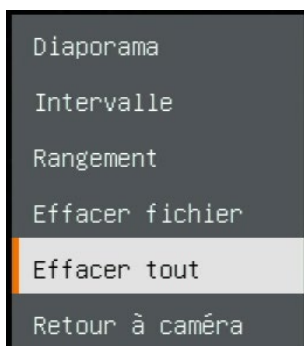 Diaporama
Intervalle
Rangement
Effacer fichier
Effacer tout
Retour à caméra